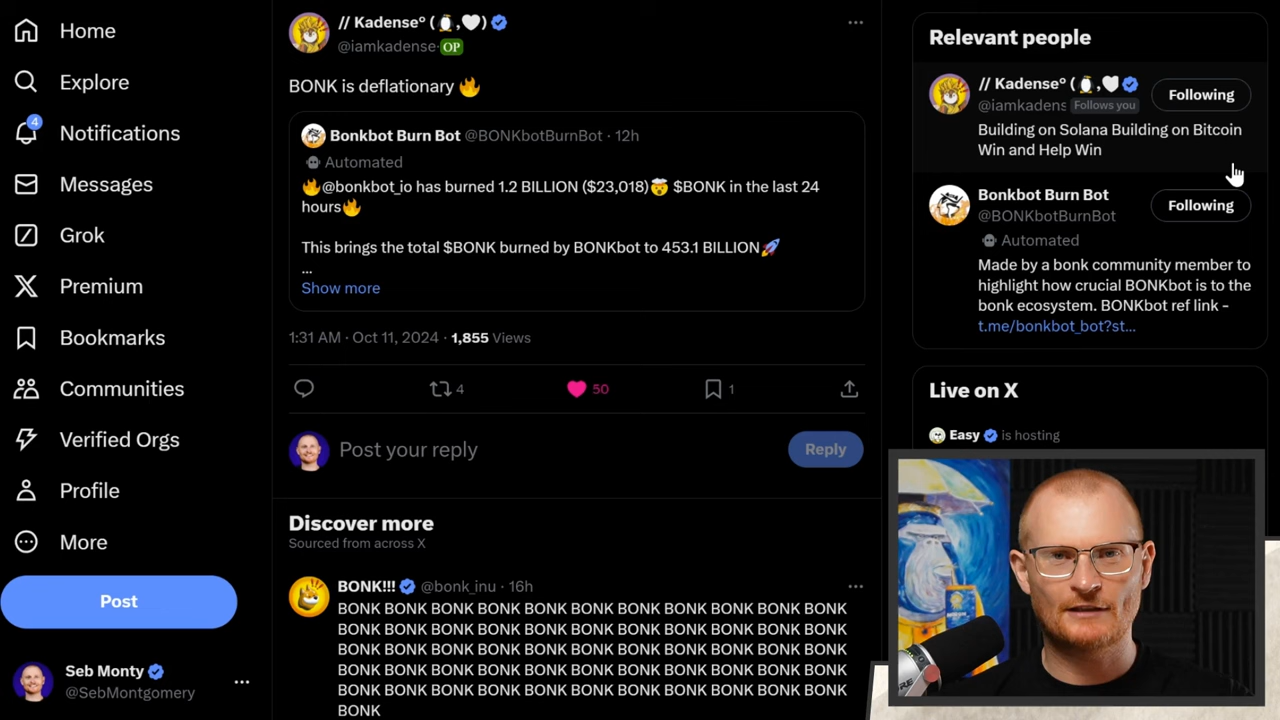 Home
Explore
4
Notifications
Messages
Grok
Premium
Bookmarks
Communities
Verified Orgs
Profile
More
Post
Seb Monty
@SebMontgomery
// Kadense° (🐧,🤍)
@iamkadense OP
BONK is deflationary 🔥
Bonkbot Burn Bot @BONKbotBurnBot · 12h
Automated
🔥@bonkbot_io has burned 1.2 BILLION ($23,018)🤯 $BONK in the last 24
hours🔥
This brings the total $BONK burned by BONKbot to 453.1 BILLION🚀
...
Show more
1:31 AM · Oct 11, 2024 · 1,855 Views
4
50
1
Post your reply
Reply
Discover more
Sourced from across X
BONK!!! @bonk_inu · 16h
BONK BONK BONK BONK BONK BONK BONK BONK BONK BONK BONK
BONK BONK BONK BONK BONK BONK BONK BONK BONK BONK BONK
BONK BONK BONK BONK BONK BONK BONK BONK BONK BONK BONK
BONK BONK BONK BONK BONK BONK BONK BONK BONK BONK BONK
BONK BONK BONK BONK BONK BONK BONK BONK BONK BONK BONK
BONK
Relevant people
// Kadense° (🐧,🤍
Following
@iamkadens Follows you
Building on Solana Building on Bitcoin
Win and Help Win
Bonkbot Burn Bot
Following
@BONKbotBurnBot
Automated
Made by a bonk community member to
highlight how crucial BONKbot is to the
bonk ecosystem. BONKbot ref link -
t.me/bonkbot_bot?st...
Live on X
Easy is hosting